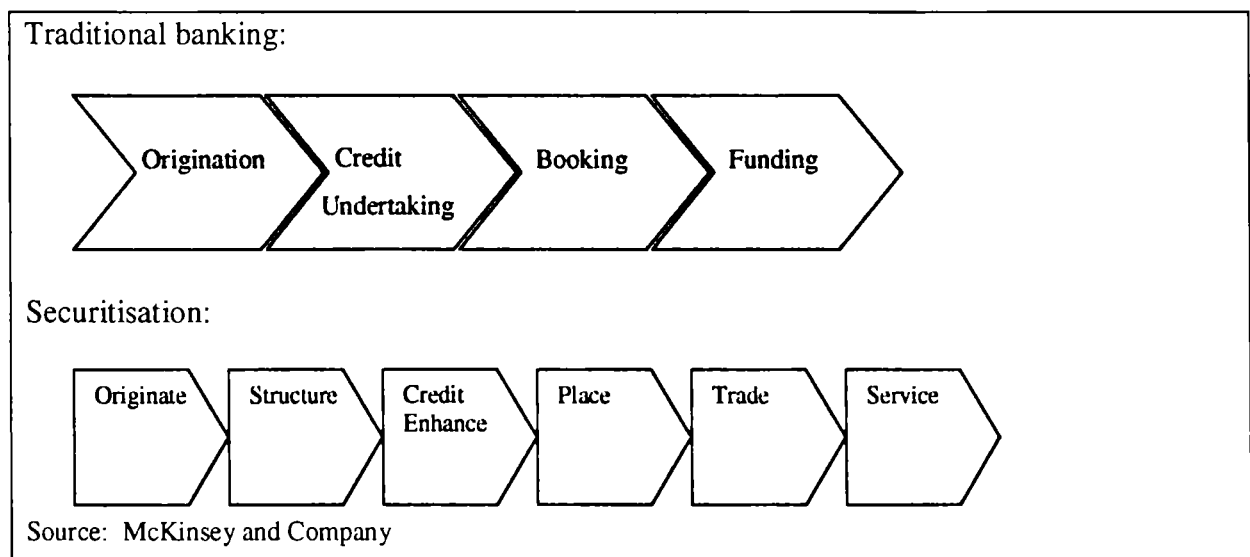 Traditional banking:
Origination
Credit
Undertaking
Booking
Funding
Securitisation:
Originate
Structure
Credit
Enhance
Place
Trade
Service
Source: McKinsey and Company